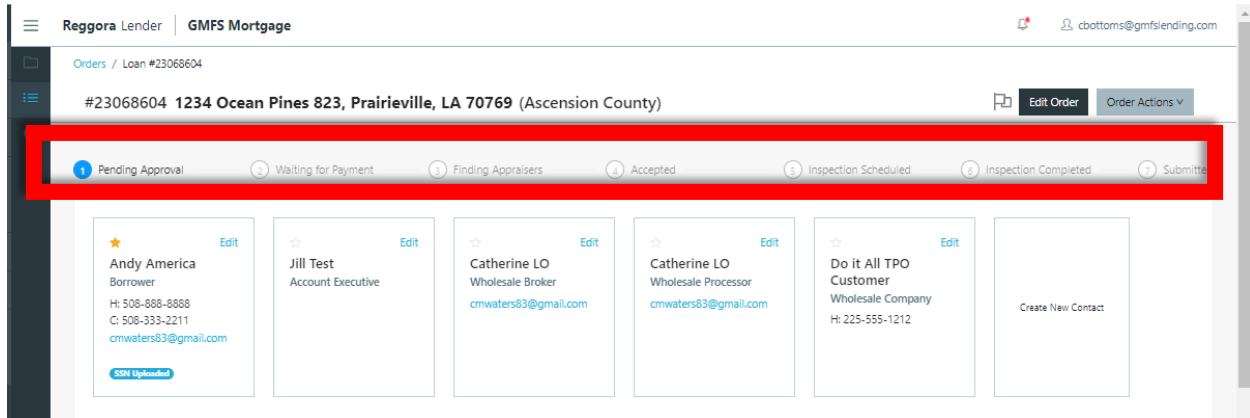 Reggora Lender GMFS Mortgage cbottoms@gmfslending.com
Orders / Loan #23068604
#23068604 1234 Ocean Pines 823, Prairieville, LA 70769 (Ascension County) Edit Order Order Actions
1 Pending Approval 2 Waiting for Payment 3 Finding Appraisers 4 Accepted 5 Inspection Scheduled 6 Inspection Completed 7 Submitte
Edit Edit Edit Edit Edit
Andy America Jill Test Catherine LO Catherine LO Do it All TPO
Borrower Account Executive Wholesale Broker Wholesale Processor Customer
H: 508-888-8888 cmwaters83@gmail.com cmwaters83@gmail.com Wholesale Company
C: 508-333-2211 H: 225-555-1212 Create New Contact
cmwaters83@gmail.com
SSN Uploaded